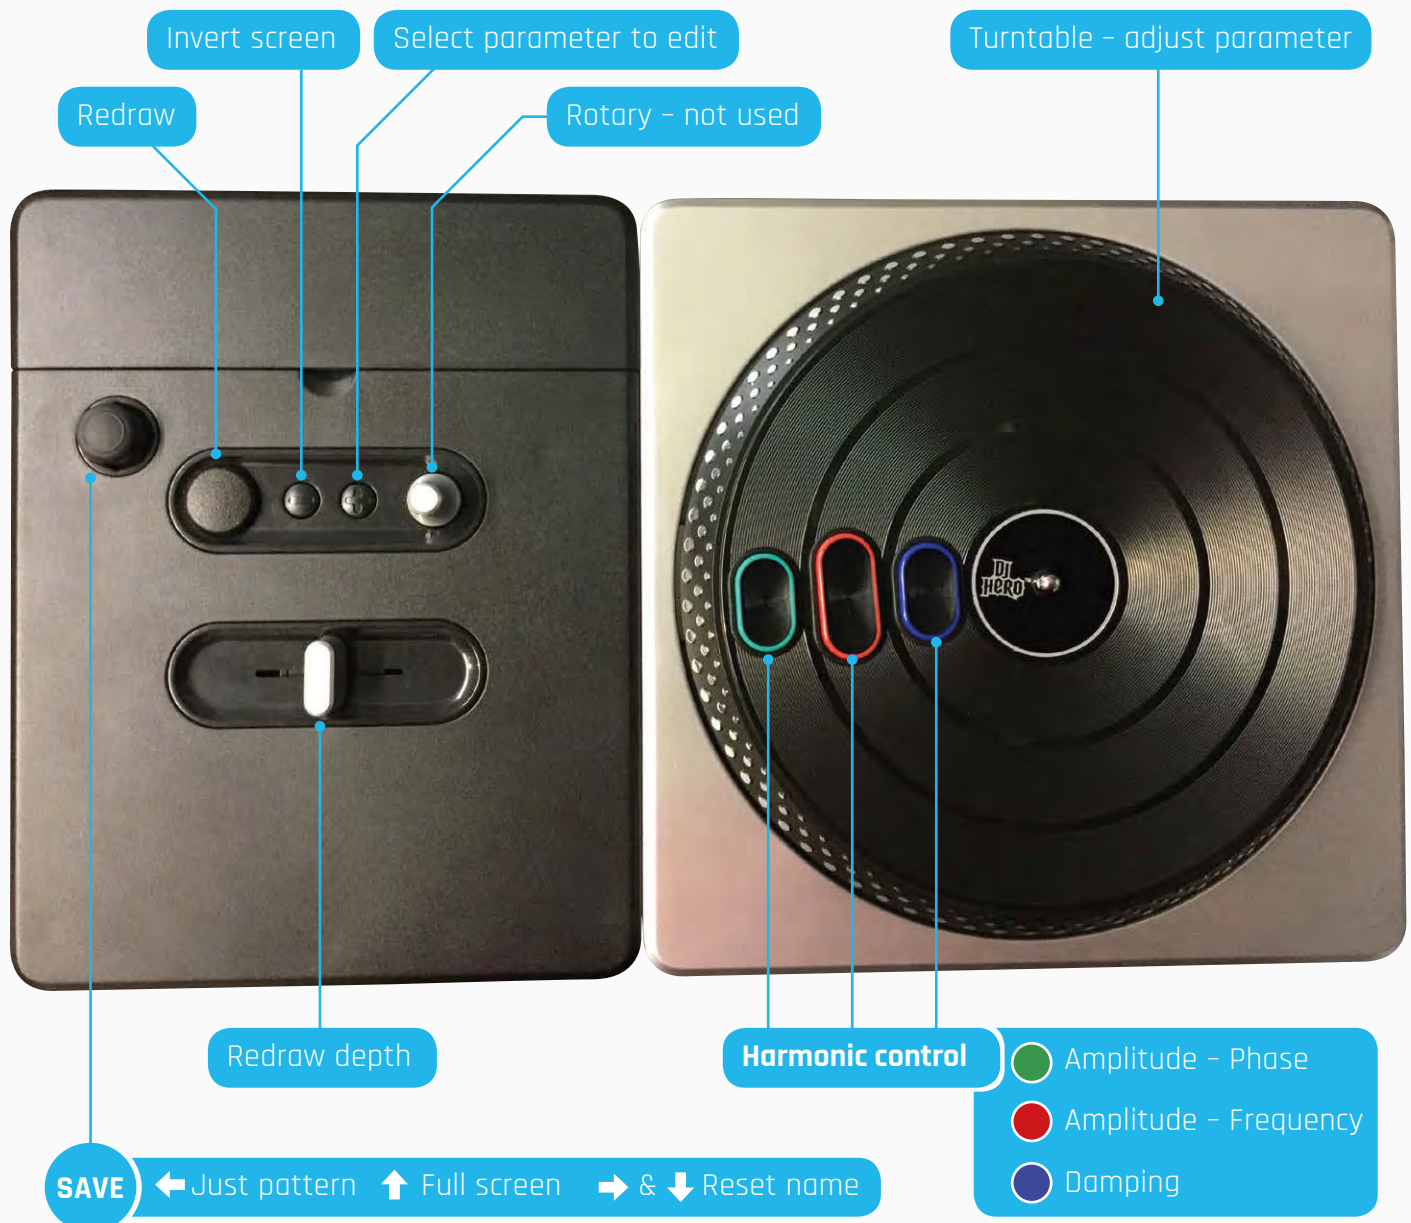 Invert screen
Select parameter to edit
Turntable – adjust parameter
Redraw
Rotary – not used
DJ
HERO
Redraw depth
Harmonic control
Amplitude – Phase
Amplitude – Frequency
Damping
SAVE
Just pattern
Full screen
& Reset name